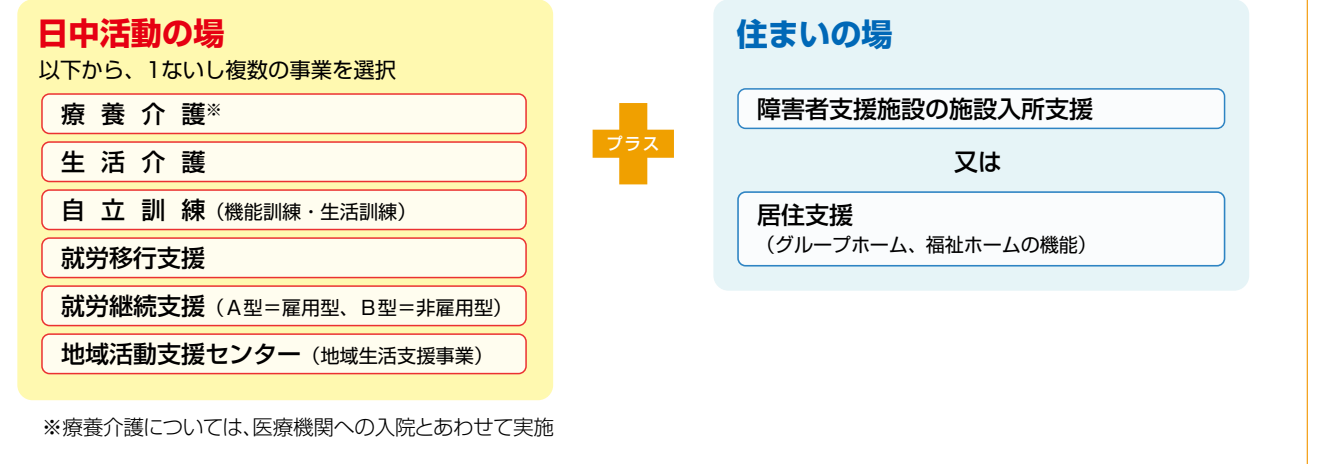 日中活動の場
以下から、1ないし複数の事業を選択
療養介護※
生活介護
自立訓練（機能訓練・生活訓練）
就労移行支援
就労継続支援（A型＝雇用型、B型＝非雇用型）
地域活動支援センター（地域生活支援事業）
※療養介護については、医療機関への入院とあわせて実施
プラス
住まいの場
障害者支援施設の施設入所支援
又は
居住支援
（グループホーム、福祉ホームの機能）